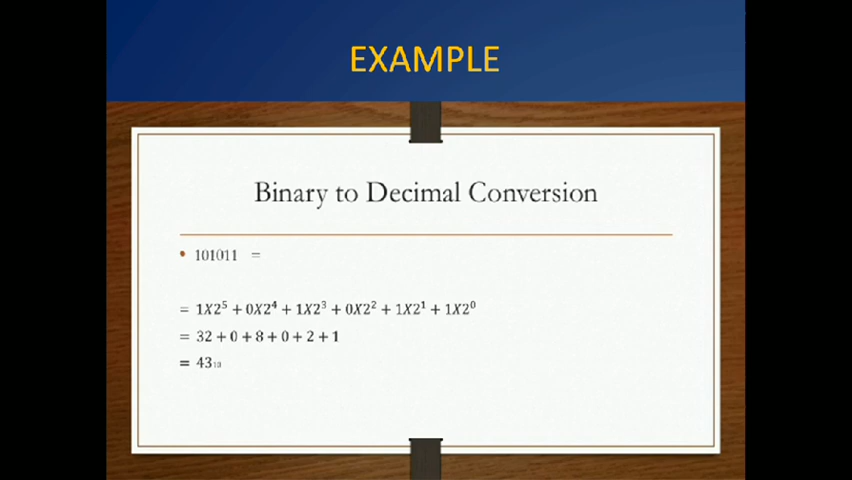 EXAMPLE
Binary to Decimal Conversion
• 101011 =
= 1X2⁵ + 0X2⁴ + 1X2³ + 0X2² + 1X2¹ + 1X2⁰
= 32 + 0 + 8 + 0 + 2 + 1
= 43₁₀